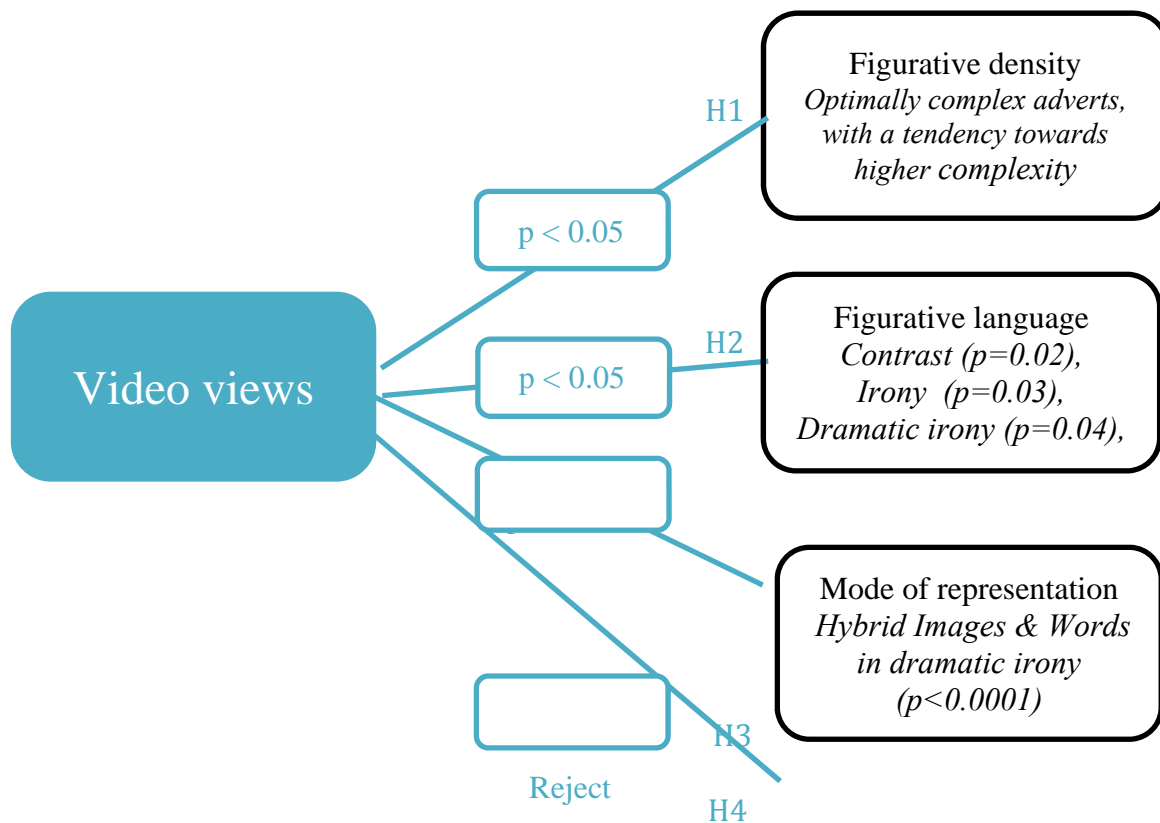 Figurative density
Optimally complex adverts,
with a tendency towards
higher complexity
H1
p < 0.05
Video views
H2
p < 0.05
Figurative language
Contrast (p=0.02),
Irony (p=0.03),
Dramatic irony (p=0.04),
Mode of representation
Hybrid Images & Words
in dramatic irony
(p<0.0001)
H3
Reject
H4